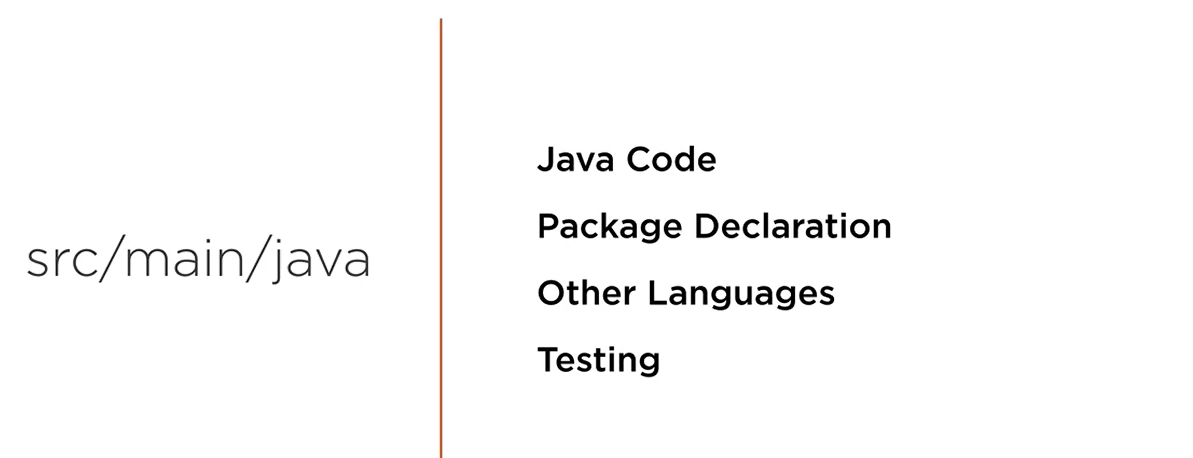 src/main/java
Java Code
Package Declaration
Other Languages
Testing